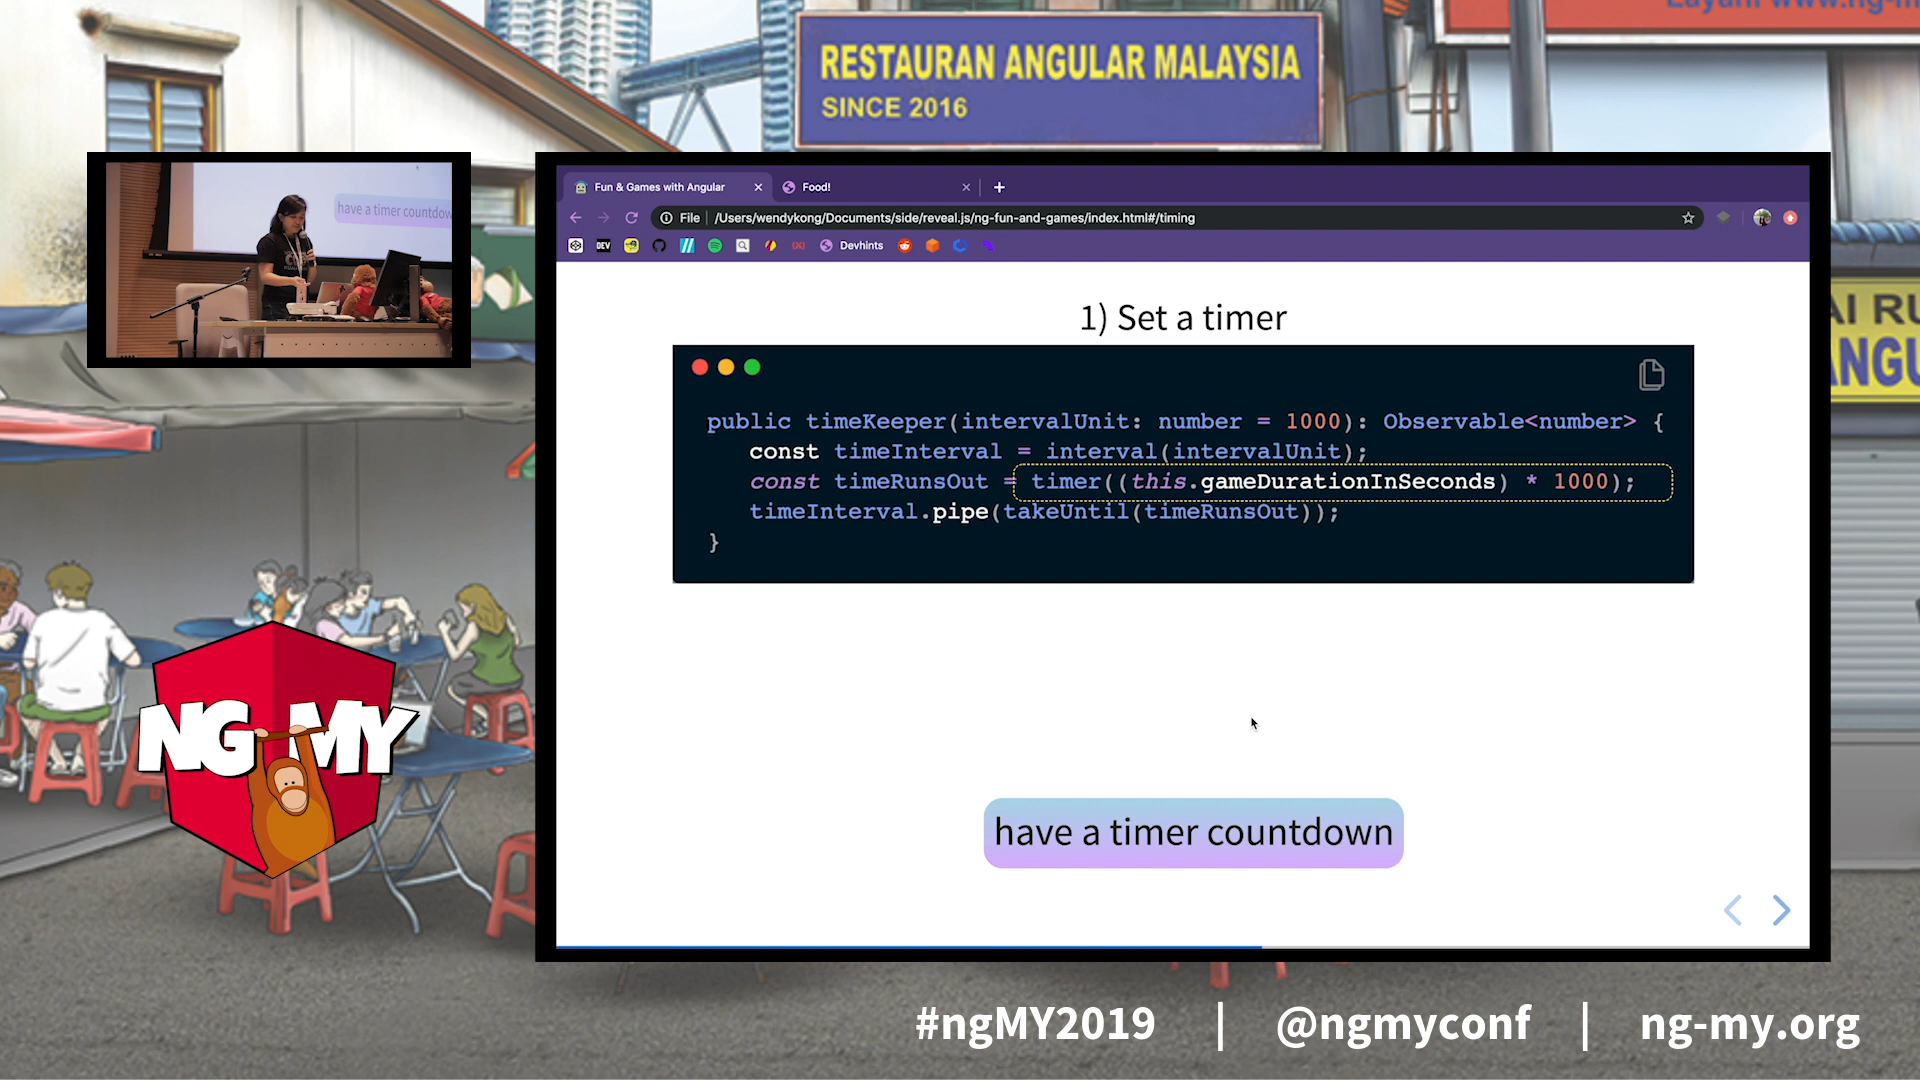 RESTAURAN ANGULAR MALAYSIA
SINCE 2016
Fun & Games with Angular
Food!
File
/Users/wendykong/Documents/side/reveal.js/ng-fun-and-games/index.html#/timing
DEV
Devhints
1) Set a timer
public timeKeeper(intervalUnit: number = 1000): Observable<number> {
const timeInterval = interval(intervalUnit);
const timeRunsOut = timer((this.gameDurationInSeconds) * 1000);
timeInterval.pipe(takeUntil(timeRunsOut));
}
have a timer countdown
have a timer countdow
NG MY
#ngMY2019 | @ngmyconf | ng-my.org